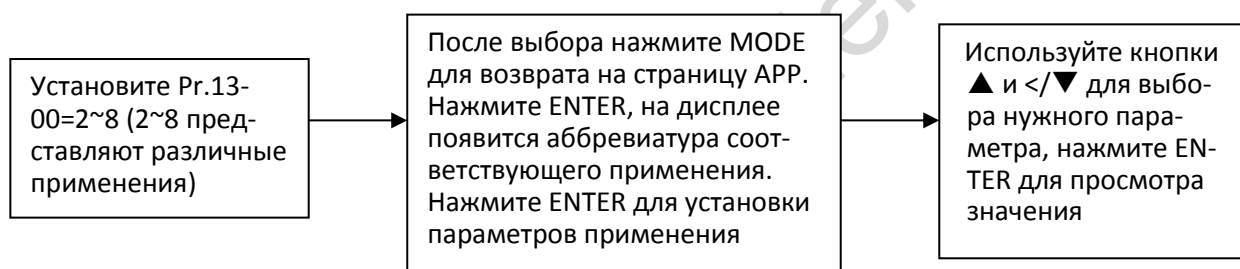 Установите Pr.13-
00=2~8 (2~8 пред-
ставляют различные
применения)
После выбора нажмите MODE
для возврата на страницу APP.
Нажмите ENTER, на дисплее
появится аббревиатура соот-
ветствующего применения.
Нажмите ENTER для установки
параметров применения
Используйте кнопки
▲ и </▼ для выбо-
ра нужного пара-
метра, нажмите EN-
TER для просмотра
значения